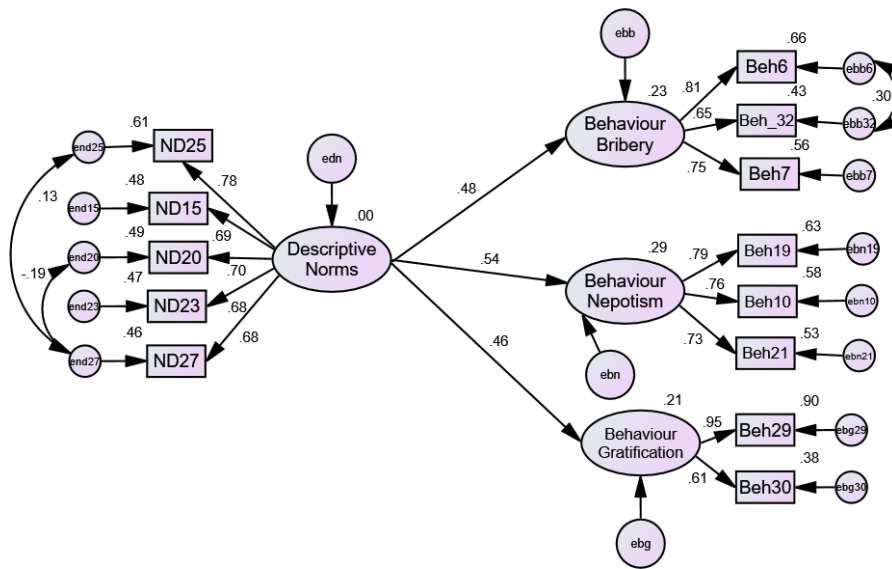 ebb
.66
Beh6
ebb6
.81
.43
.30
.23
.65
Beh_32
ebb32
Behaviour
Bribery
.56
.75
Beh7
ebb7
.61
end25
ND25
edn
.78
.48
.13
.48
end15
ND15
.00
.49
.69
end20
ND20
Descriptive
Norms
-.19
.47
.70
end23
ND23
.68
.46
.68
end27
ND27
.54
.63
.29
.79
Beh19
ebn19
.58
Behaviour
Nepotism
.76
Beh10
ebn10
.53
.73
Beh21
ebn21
ebn
.46
.21
.90
.95
Beh29
ebg29
Behaviour
Gratification
.38
.61
Beh30
ebg30
ebg